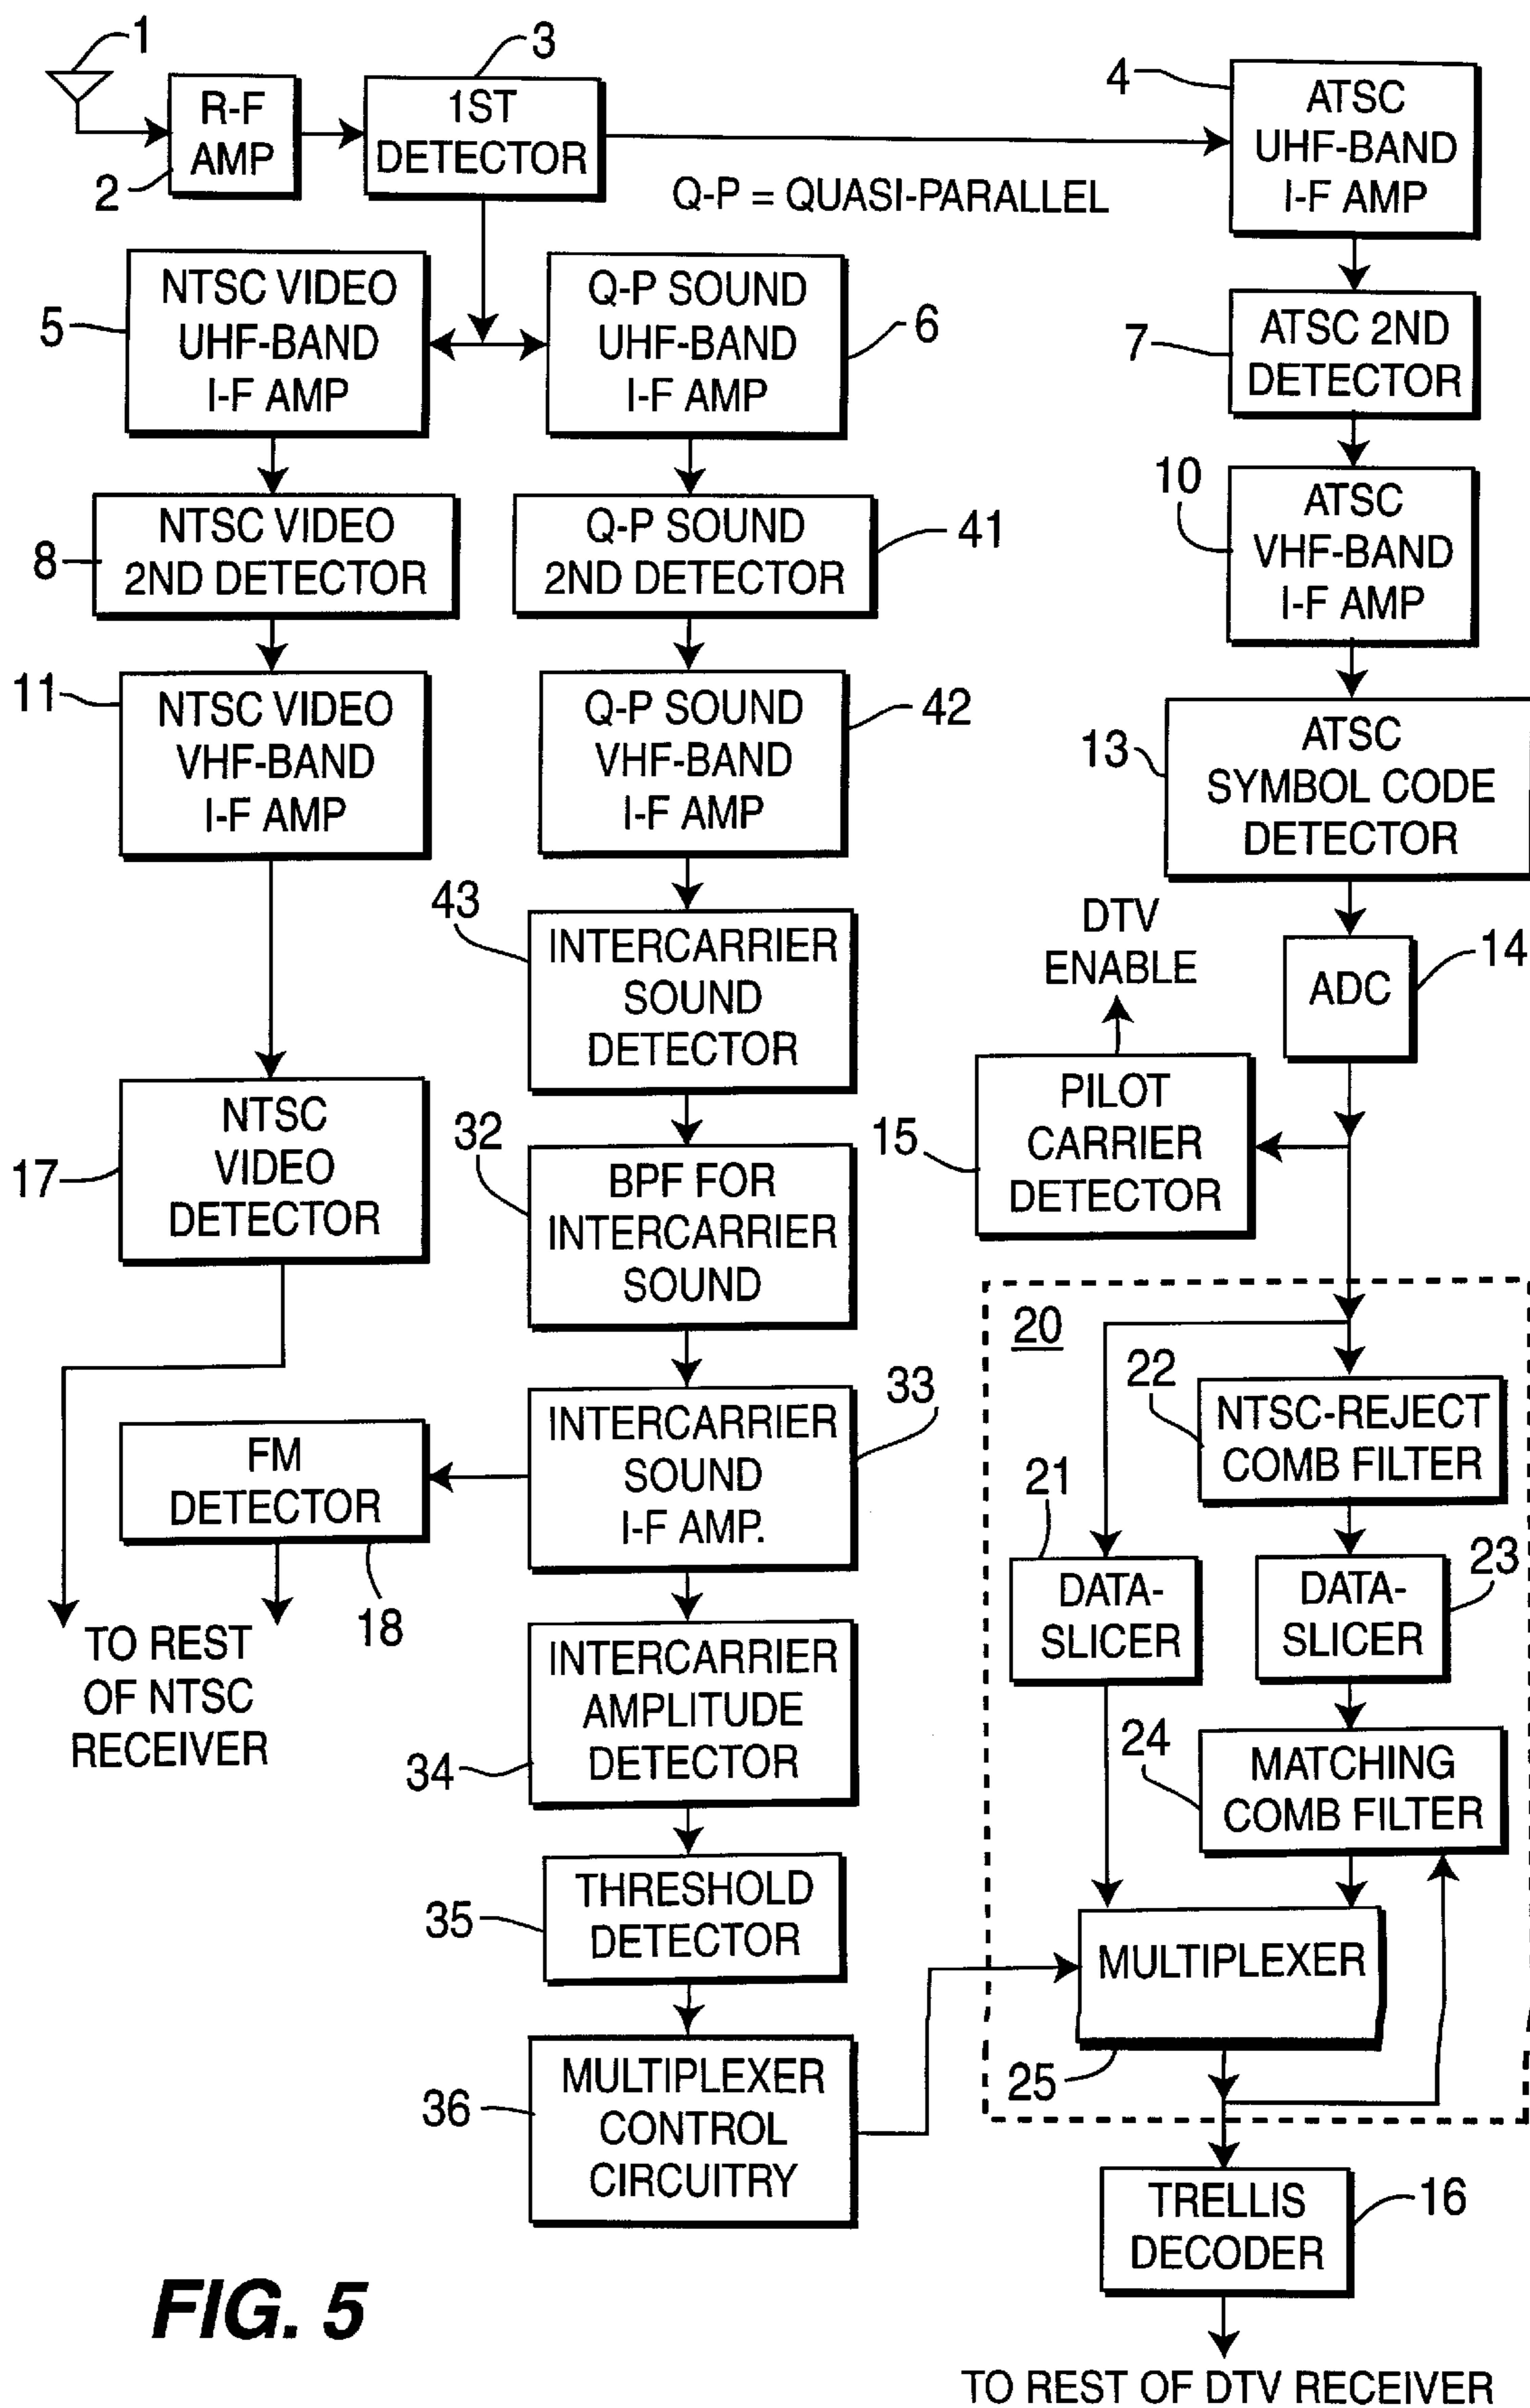 1
3
4
R-F
AMP
2
1ST
DETECTOR
ATSC
UHF-BAND
I-F AMP
Q-P = QUASI-PARALLEL
5
NTSC VIDEO
UHF-BAND
I-F AMP
Q-P SOUND
UHF-BAND
I-F AMP
6
7
ATSC 2ND
DETECTOR
8
NTSC VIDEO
2ND DETECTOR
Q-P SOUND
2ND DETECTOR
41
10
ATSC
VHF-BAND
I-F AMP
11
NTSC VIDEO
VHF-BAND
I-F AMP
Q-P SOUND
VHF-BAND
I-F AMP
42
13
ATSC
SYMBOL CODE
DETECTOR
43
INTERCARRIER
SOUND
DETECTOR
DTV
ENABLE
ADC
14
17
NTSC
VIDEO
DETECTOR
32
BPF FOR
INTERCARRIER
SOUND
15
PILOT
CARRIER
DETECTOR
20
22
NTSC-REJECT
COMB FILTER
FM
DETECTOR
18
INTERCARRIER
SOUND
I-F AMP.
33
21
DATA-
SLICER
DATA-
SLICER
23
TO REST
OF NTSC
RECEIVER
INTERCARRIER
AMPLITUDE
DETECTOR
34
24
MATCHING
COMB FILTER
35
THRESHOLD
DETECTOR
MULTIPLEXER
25
36
MULTIPLEXER
CONTROL
CIRCUITRY
TRELLIS
DECODER
16
FIG. 5
TO REST OF DTV RECEIVER